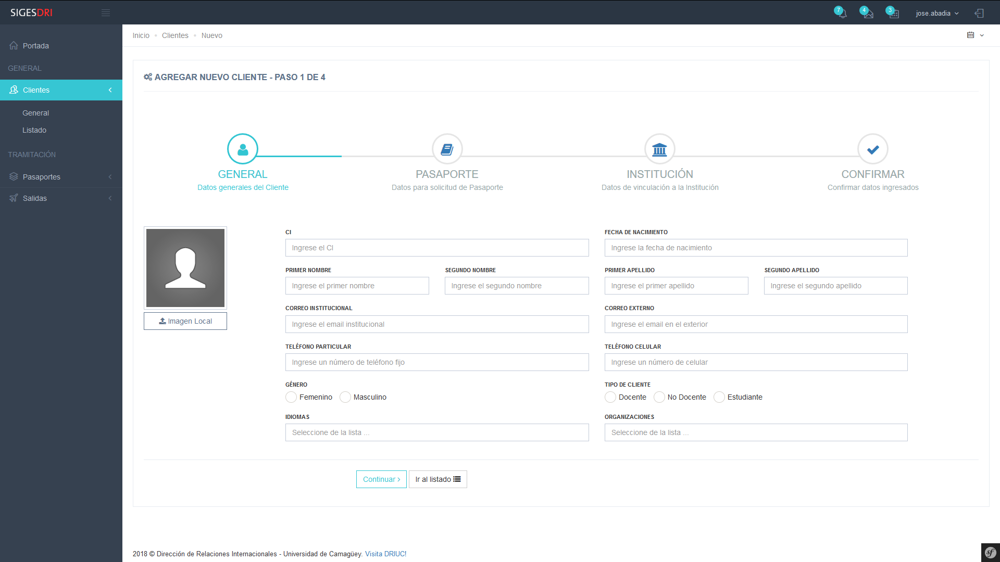 SIGESDRI
7
4
3
jose.abadia
Inicio • Clientes • Nuevo
Portada
GENERAL
Clientes
General
Listado
TRAMITACIÓN
Pasaportes
Salidas
AGREGAR NUEVO CLIENTE - PASO 1 DE 4
GENERAL
Datos generales del Cliente
PASAPORTE
Datos para solicitud de Pasaporte
INSTITUCIÓN
Datos de vinculación a la Institución
CONFIRMAR
Confirmar datos ingresados
Imagen Local
CI
Ingrese el CI
FECHA DE NACIMIENTO
Ingrese la fecha de nacimiento
PRIMER NOMBRE
Ingrese el primer nombre
SEGUNDO NOMBRE
Ingrese el segundo nombre
PRIMER APELLIDO
Ingrese el primer apellido
SEGUNDO APELLIDO
Ingrese el segundo apellido
CORREO INSTITUCIONAL
Ingrese el email institucional
CORREO EXTERNO
Ingrese el email en el exterior
TELÉFONO PARTICULAR
Ingrese un número de teléfono fijo
TELÉFONO CELULAR
Ingrese un número de celular
GÉNERO
Femenino Masculino
TIPO DE CLIENTE
Docente No Docente Estudiante
IDIOMAS
Seleccione de la lista ...
ORGANIZACIONES
Seleccione de la lista ...
Continuar
Ir al listado
2018 © Dirección de Relaciones Internacionales - Universidad de Camagüey. Visita DRIUC!
sf